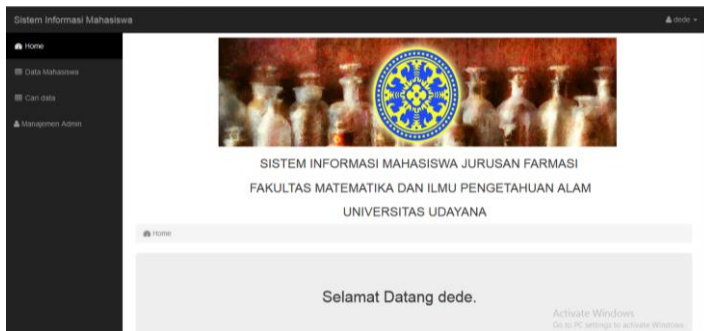 Sistem Informasi Mahasiswa
dede
Home
Data Mahasiswa
Cari data
Manajemen Admin
SISTEM INFORMASI MAHASISWA JURUSAN FARMASI
FAKULTAS MATEMATIKA DAN ILMU PENGETAHUAN ALAM
UNIVERSITAS UDAYANA
Home
Selamat Datang dede.
Activate Windows
Go to PC settings to activate Windows.